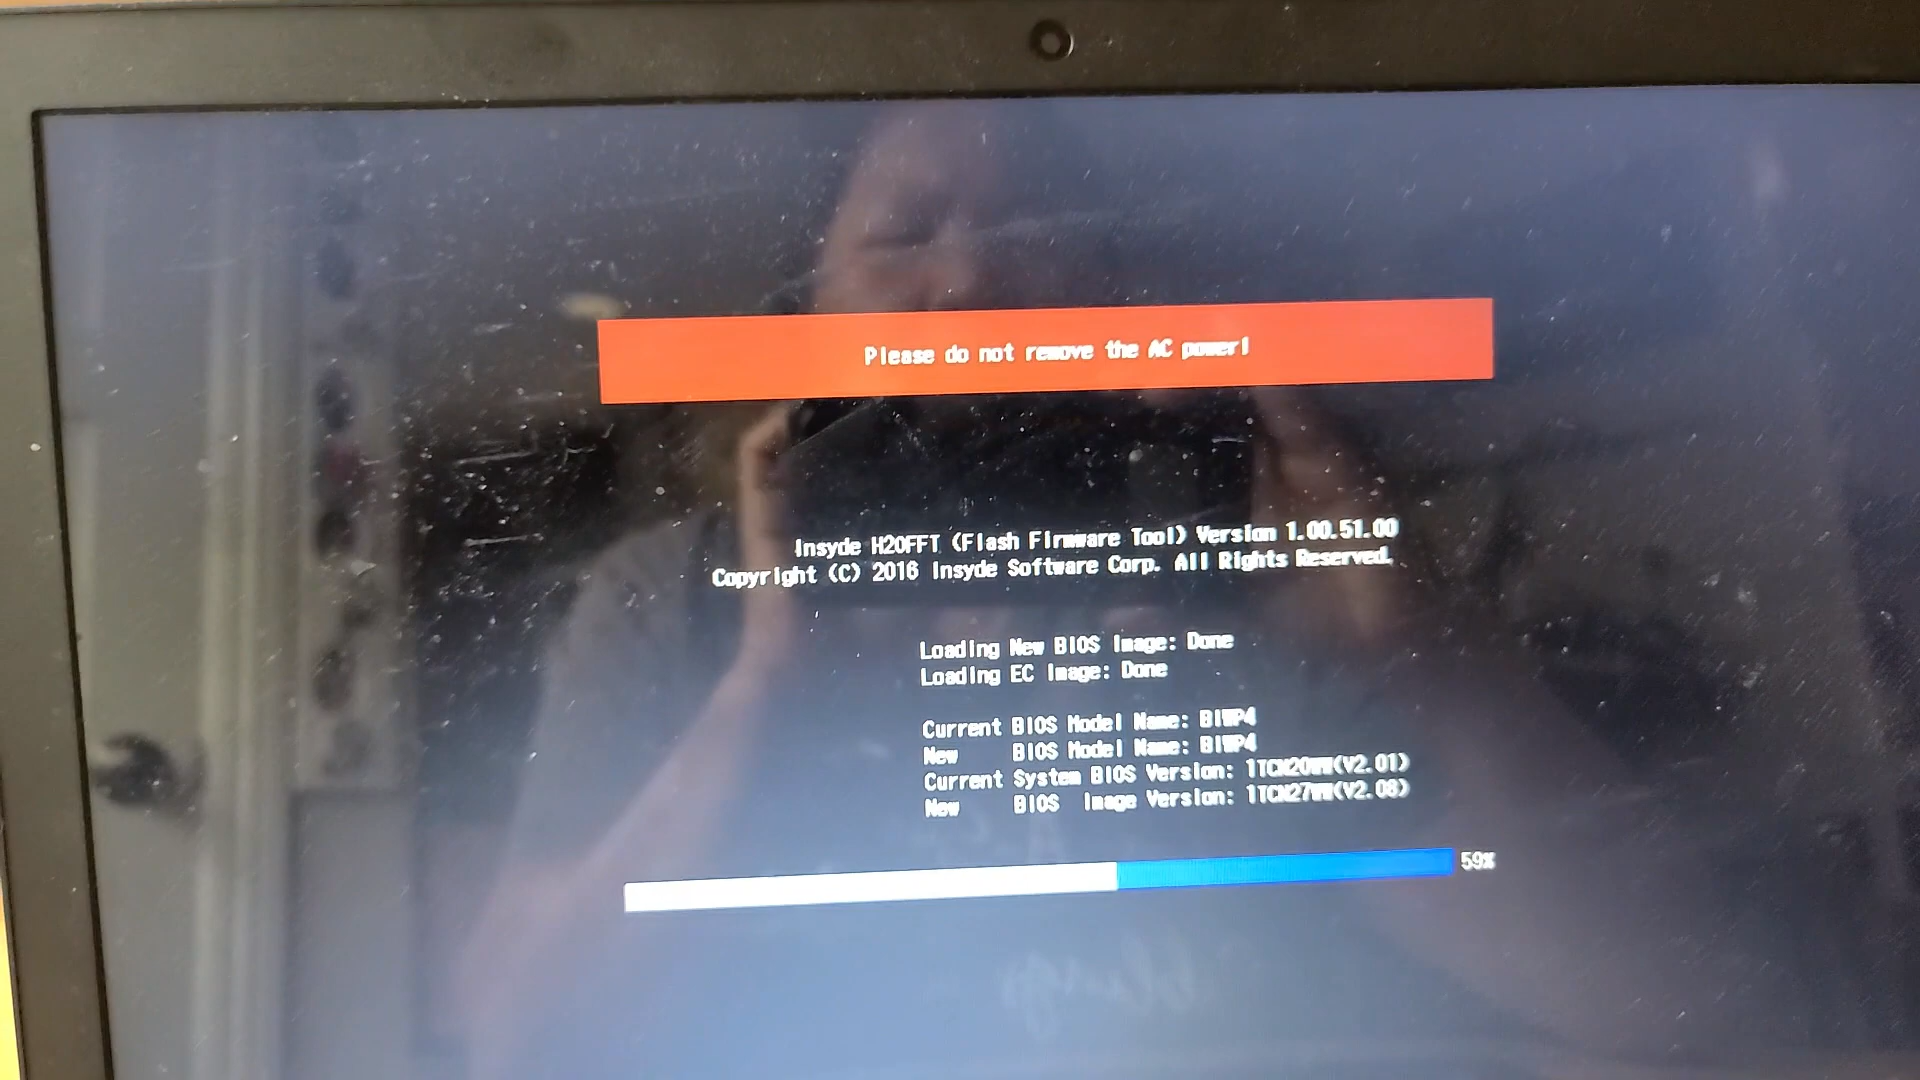 Please do not remove the AC power!
Insyde H2OFFT (Flash Firmware Tool) Version 1.00.51.00
Copyright (C) 2016 Insyde Software Corp. All Rights Reserved.
Loading New BIOS Image: Done
Loading EC Image: Done
Current BIOS Model Name: BIWP4
New BIOS Model Name: BIWP4
Current System BIOS Version: 1TCN20WW(V2.01)
New BIOS Image Version: 1TCN27WW(V2.08)
59%